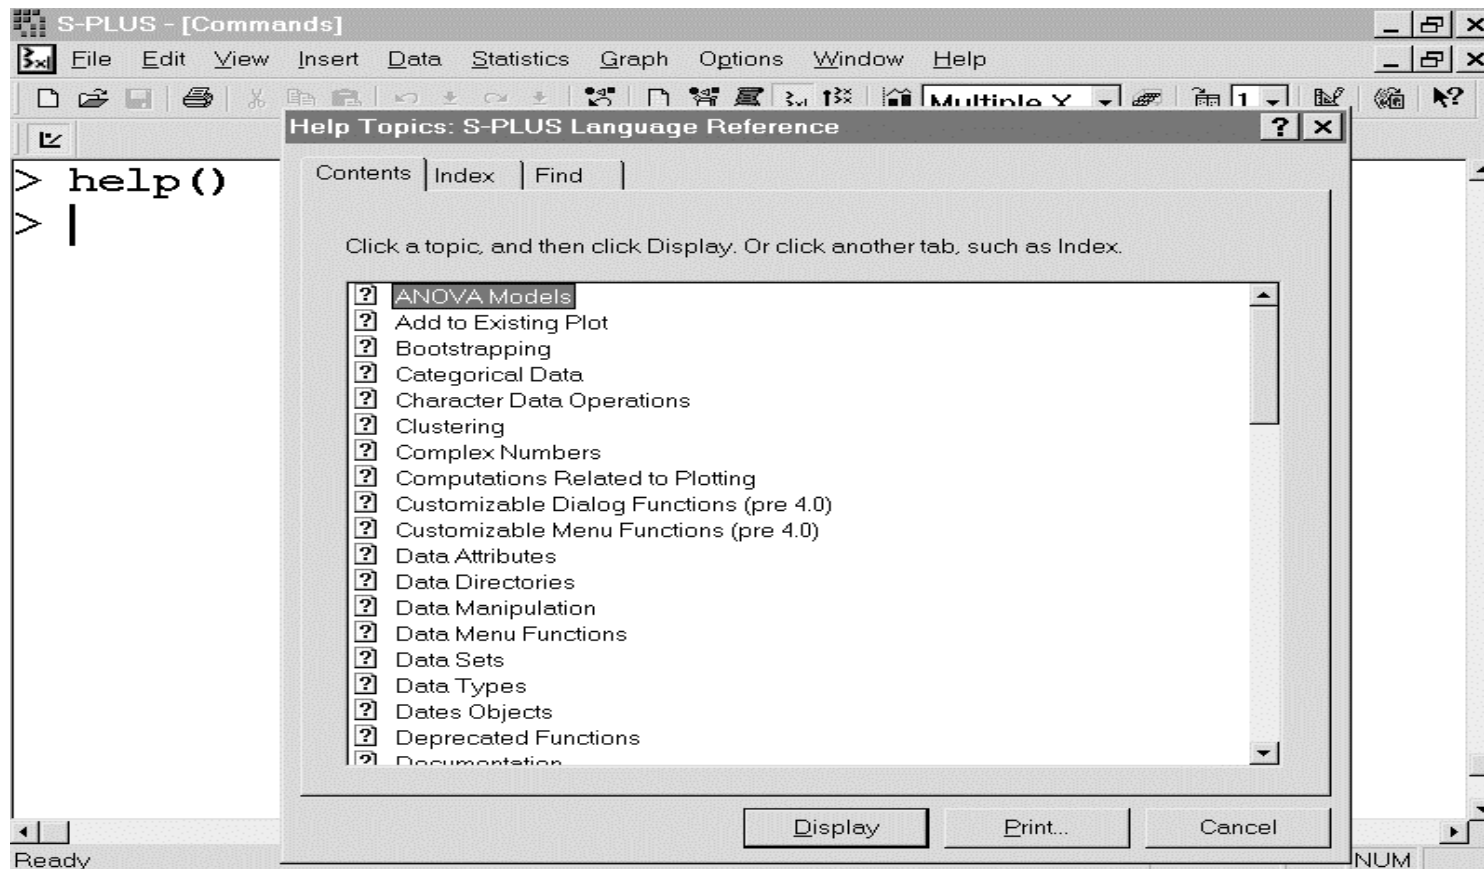 S-PLUS - [Commands]
File Edit View Insert Data Statistics Graph Options Window Help
Multiple Y 1
Help Topics: S-PLUS Language Reference
> help()
>
Contents Index Find
Click a topic, and then click Display. Or click another tab, such as Index.
ANOVA Models
Add to Existing Plot
Bootstrapping
Categorical Data
Character Data Operations
Clustering
Complex Numbers
Computations Related to Plotting
Customizable Dialog Functions (pre 4.0)
Customizable Menu Functions (pre 4.0)
Data Attributes
Data Directories
Data Manipulation
Data Menu Functions
Data Sets
Data Types
Dates Objects
Deprecated Functions
Documentation
Display Print... Cancel
Ready NUM